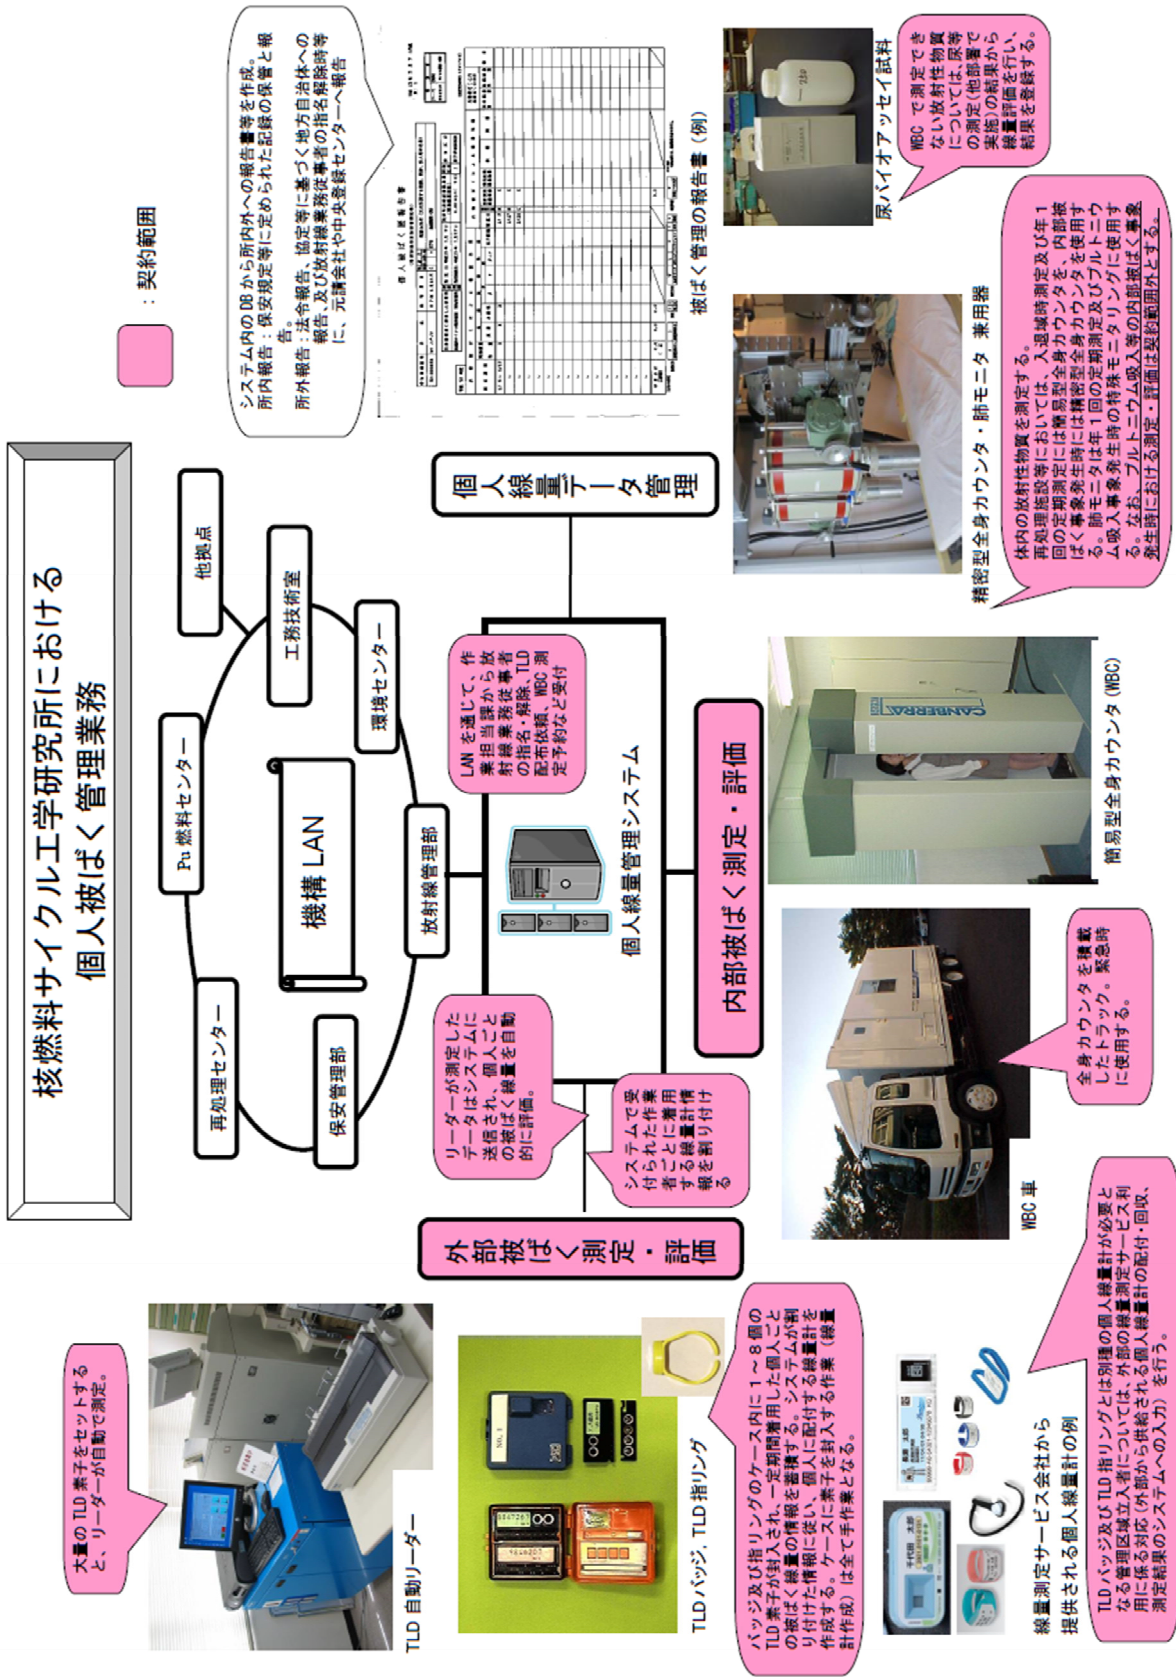 核燃料サイクル工学研究所における
個人被ばく管理業務
：契約範囲
他拠点
Pu 燃料センター
工務技術室
再処理センター
機構 LAN
環境センター
保安管理部
放射線管理部
システム内の DB から所内外への報告書等を作成。
所内報告：保安規定等に定められた記録の保管と報
告。
所外報告：法令報告、協定等に基づく地方自治体への
報告、及び放射線業務従事者の指名解除時等
に、元請会社や中央登録センターへ報告
個人被ばく歴報告書
被ばく管理の報告書（例）
個人線量データ管理
LAN を通じて、作
業担当課から放
射線業務従事者
の指名・解除、TLD
配布依頼、WBC 測
定予約など受付
個人線量管理システム
リーダーが測定した
データはシステムに
送信され、個人ごと
の被ばく線量を自動
的に評価。
システムで受
付られた作業
者ごとに着用
する線量計情
報を割り付け
る
外部被ばく測定・評価
内部被ばく測定・評価
大量の TLD 素子をセットする
と、リーダーが自動で測定。
TLD 自動リーダー
NO.1
TLD バッジ, TLD 指リング
バッジ及び指リングのケース内に 1～8 個の
TLD 素子が封入され、一定期間着用した個人ごと
の被ばく線量の情報を蓄積する。システムが割
り付けた情報に従い、個人に配付する線量計を
作成する。ケースに素子を封入する作業（線量
計作成）は全て手作業となる。
千代田 太郎
線量測定サービス会社から
提供される個人線量計の例
TLD バッジ及び TLD 指リングとは別種の個人線量計が必要と
なる管理区域立入者については、外部の線量測定サービス利
用に係る対応（外部から供給される個人線量計の配付・回収、
測定結果のシステムへの入力）を行う。
WBC 車
全身カウンタを積載
したトラック。緊急時
に使用する。
CANBERRA
簡易型全身カウンタ(WBC)
精密型全身カウンタ・肺モニタ 兼用器
体内の放射性物質を測定する。
再処理施設等においては、入退域時測定及び年 1
回の定期測定には簡易型全身カウンタを、内部被
ばく事象発生時には精密型全身カウンタを使用す
る。肺モニタは年 1 回の定期測定及びプルトニウ
ム吸入事象発生時の特殊モニタリングに使用す
る。なお、プルトニウム吸入等の内部被ばく事象
発生時における測定・評価は契約範囲外とする。
尿バイオアッセイ試料
WBC で測定でき
ない放射性物質
については、尿等
の測定(他部署で
実施)の結果から
線量評価を行い、
結果を登録する。